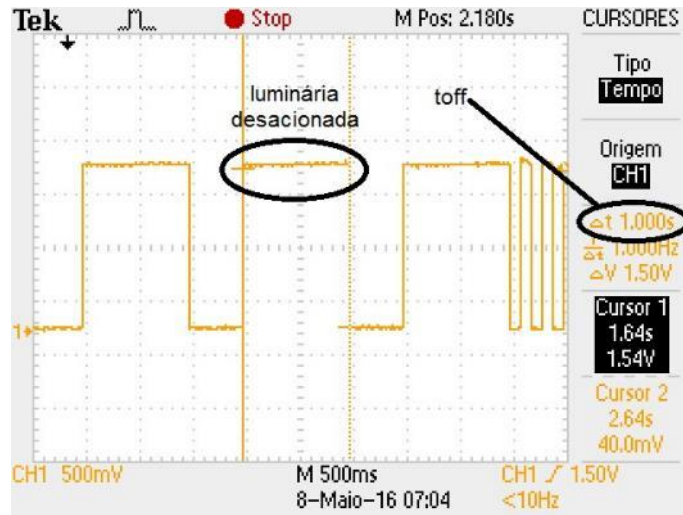 Tek Stop M Pos: 2.180s CURSORES
Tipo
Tempo
luminária
desacionada
toff
Origem
CH1
△t 1.000s
1/△t 1.000Hz
△V 1.50V
Cursor 1
1.64s
1.54V
1
Cursor 2
2.64s
40.0mV
CH1 500mV M 500ms CH1 / 1.50V
8-Maio-16 07:04 <10Hz